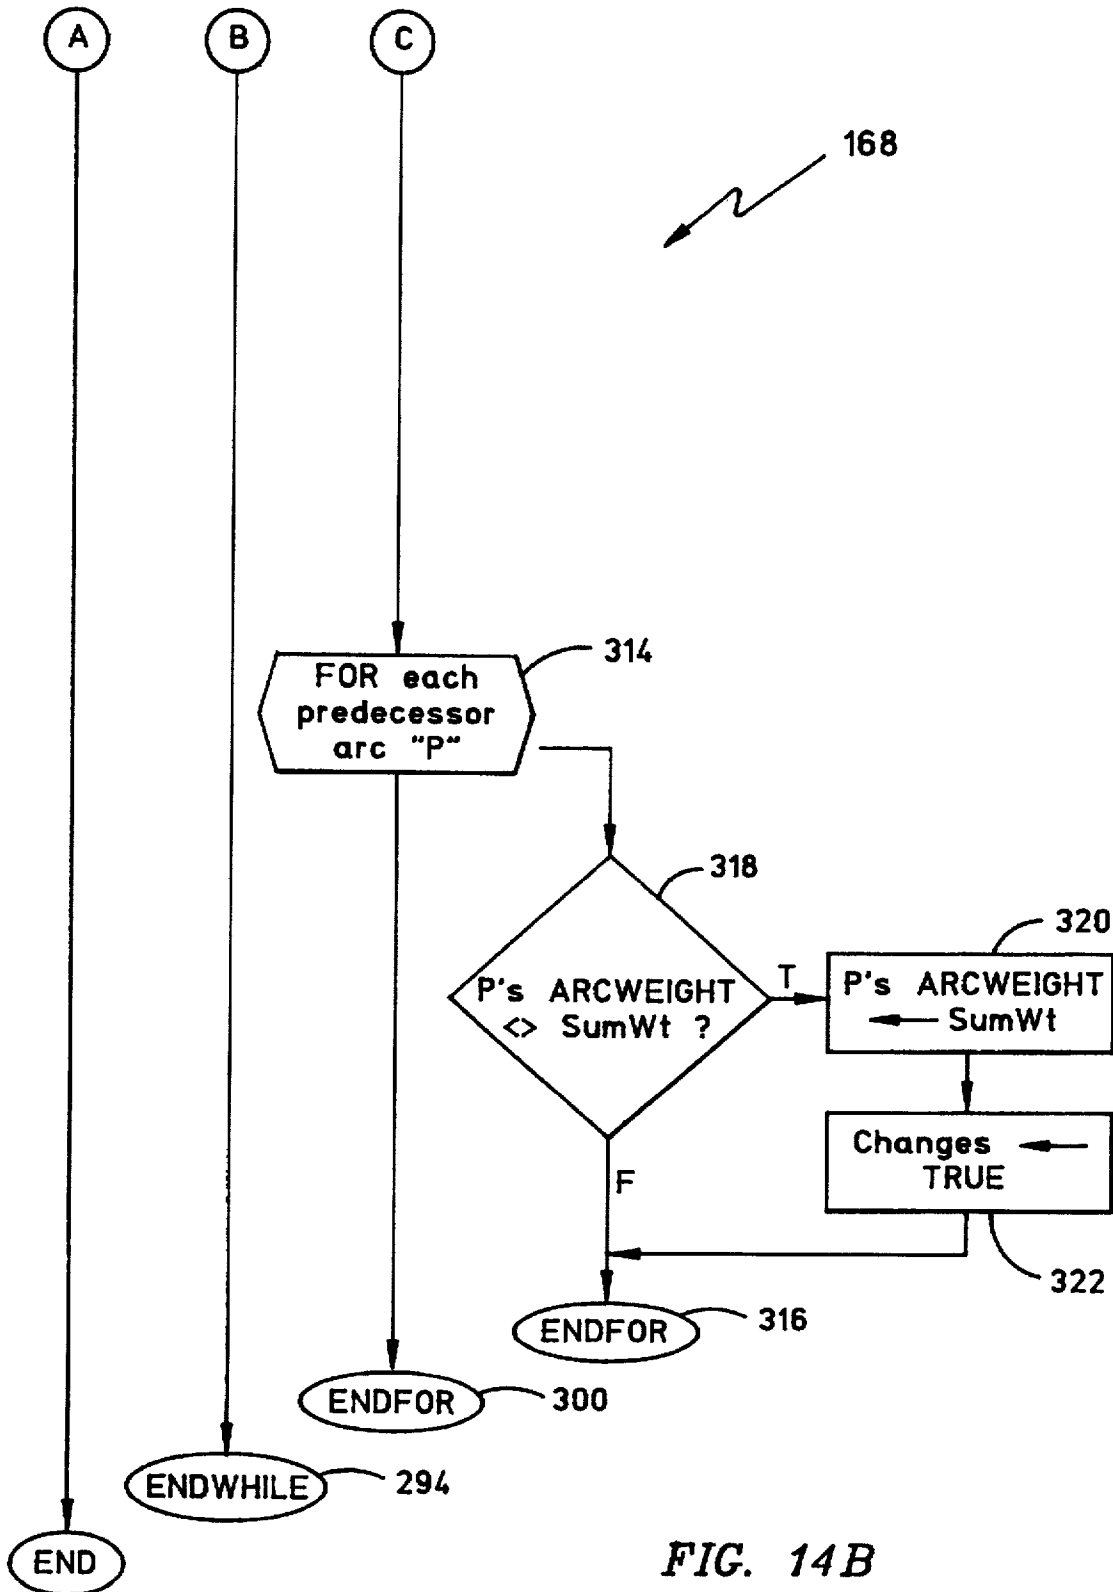 A
B
C
168
314
FOR each
predecessor
arc "P"
318
P's ARCWEIGHT
<> SumWt ?
T
320
P's ARCWEIGHT
← SumWt
Changes ←
TRUE
322
F
ENDFOR
316
ENDFOR
300
ENDWHILE
294
END
FIG. 14B